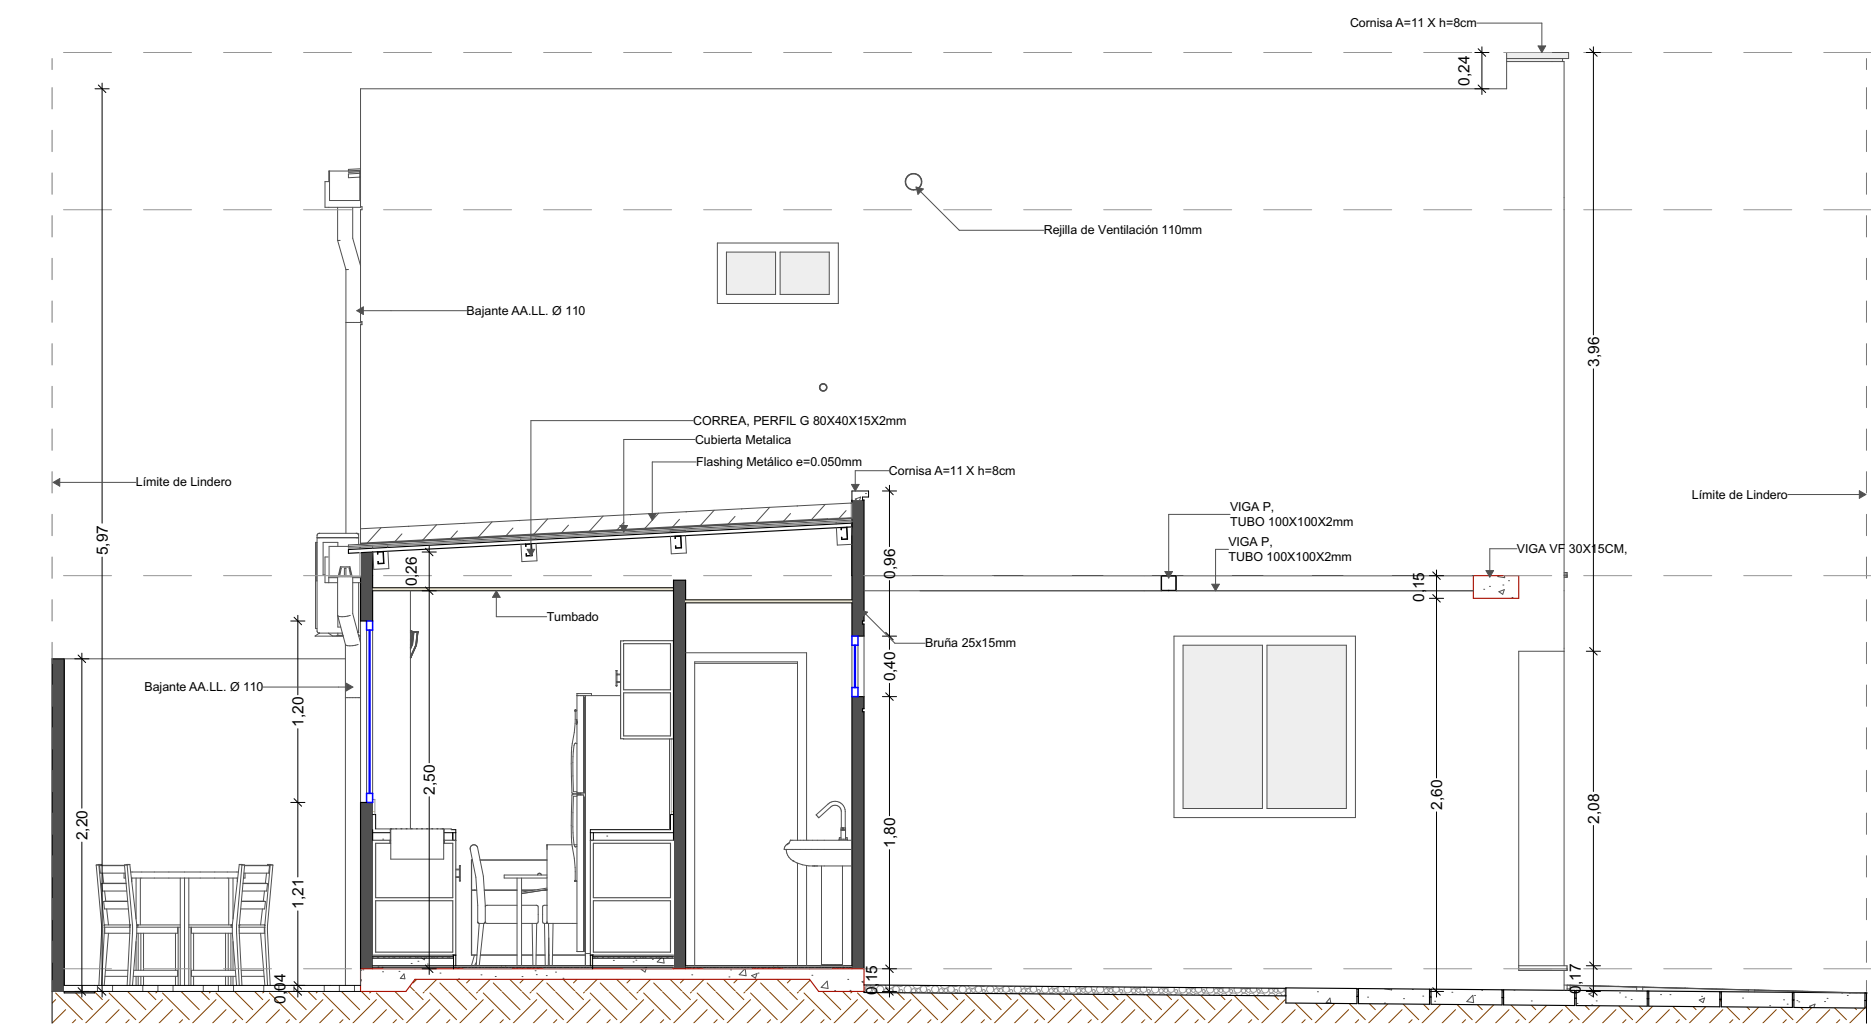 Cornisa A=11 X h=8cm
0,24
5,97
3,96
Rejilla de Ventilación 110mm
Bajante AA.LL. Ø 110
CORREA, PERFIL G 80X40X15X2mm
Cubierta Metalica
Flashing Metálico e=0.050mm
Cornisa A=11 X h=8cm
Límite de Lindero
Límite de Lindero
VIGA P,
TUBO 100X100X2mm
VIGA P,
TUBO 100X100X2mm
VIGA VF 30X15CM,
0,26
0,96
0,15
Tumbado
Bruña 25x15mm
0,40
Bajante AA.LL. Ø 110
1,20
2,50
2,20
1,80
2,60
2,08
1,21
0,04
0,15
0,17